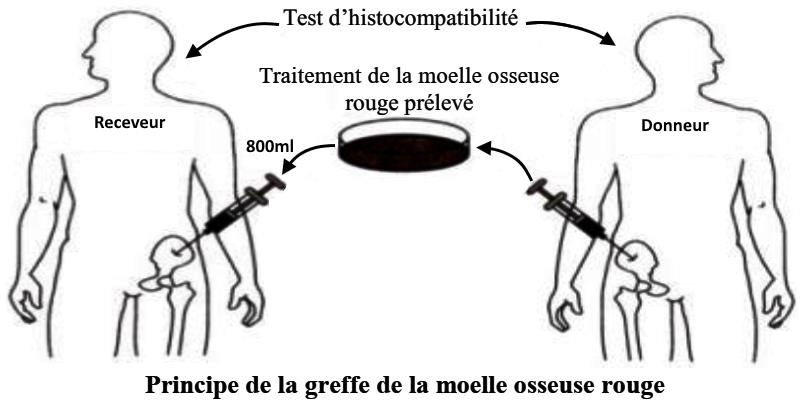 Test d’histocompatibilité
Traitement de la moelle osseuse
rouge prélevé
Receveur
Donneur
800ml
Principe de la greffe de la moelle osseuse rouge